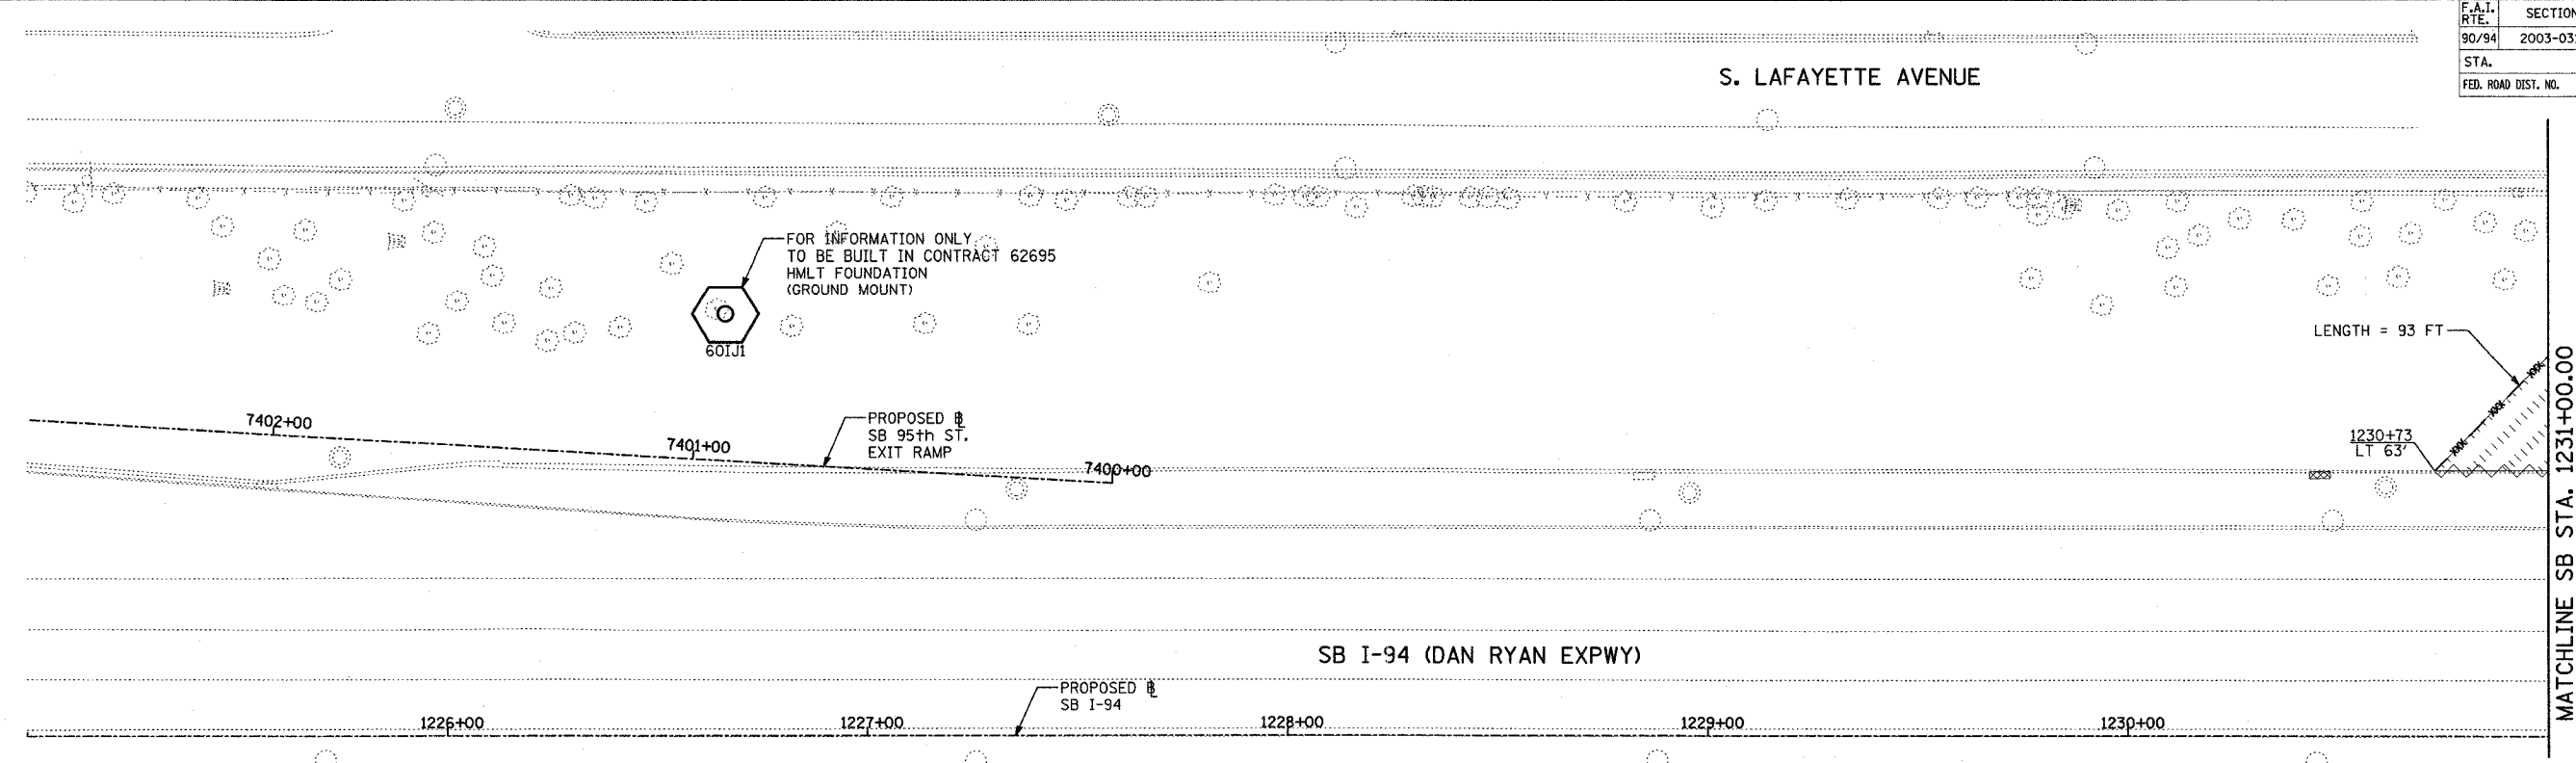 F.A.I.
RTE.
SECTION
90/94
2003-03
STA.
FED. ROAD DIST. NO.
S. LAFAYETTE AVENUE
FOR INFORMATION ONLY
TO BE BUILT IN CONTRACT 62695
HMLT FOUNDATION
(GROUND MOUNT)
60IJ1
LENGTH = 93 FT
7402+00
7401+00
PROPOSED ℄
SB 95th ST.
EXIT RAMP
7400+00
1230+73
LT 63'
MATCHLINE SB STA. 1231+00.00
SB I-94 (DAN RYAN EXPWY)
PROPOSED ℄
SB I-94
1226+00
1227+00
1228+00
1229+00
1230+00